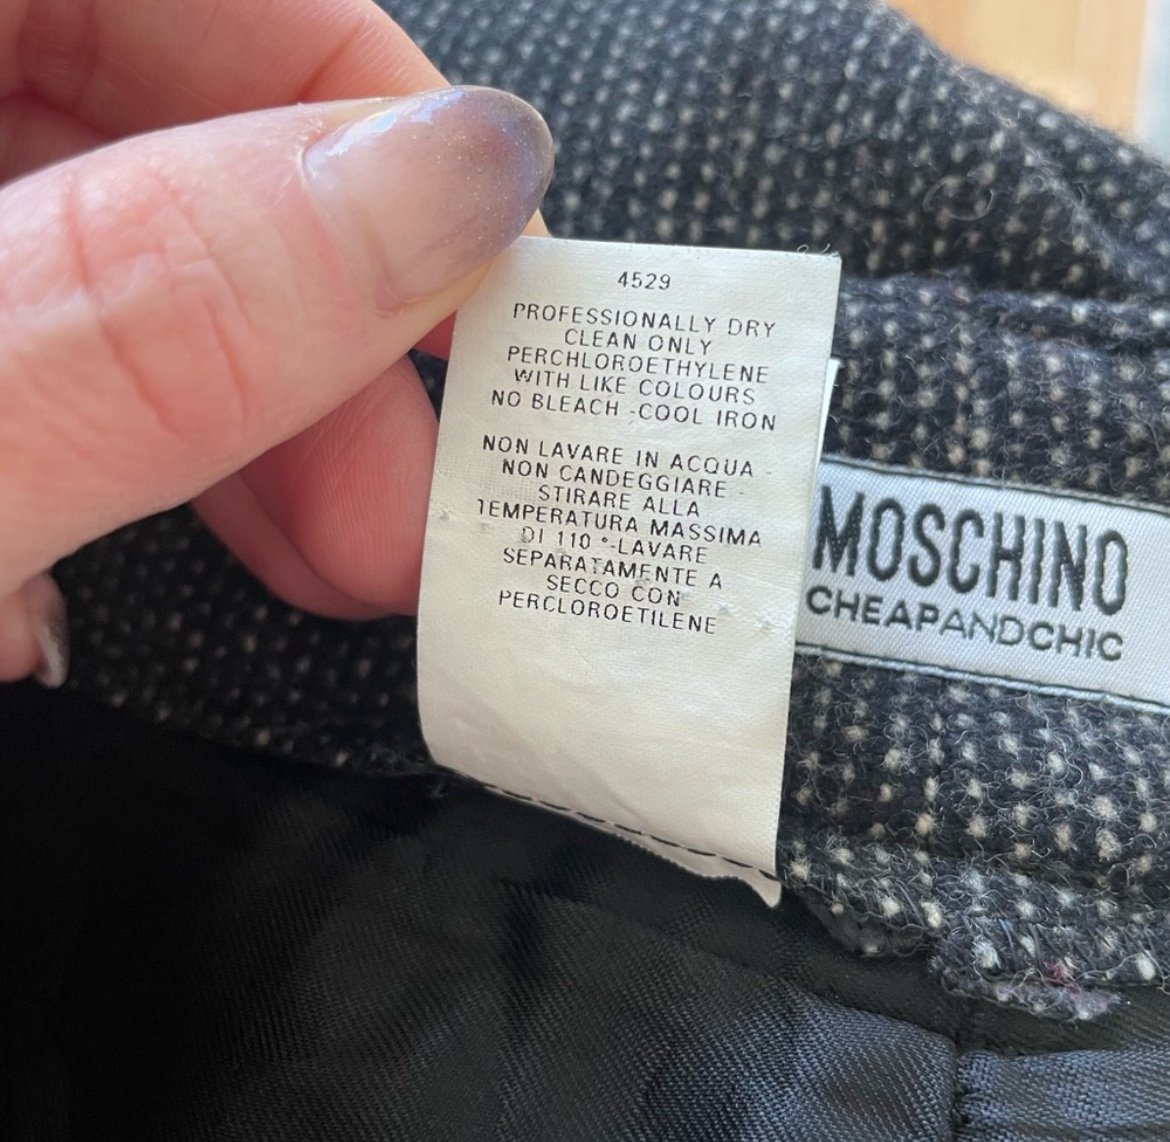 4529
PROFESSIONALLY DRY
CLEAN ONLY
PERCHLOROETHYLENE
WITH LIKE COLOURS
NO BLEACH -COOL IRON
NON LAVARE IN ACQUA -
NON CANDEGGIARE -
STIRARE ALLA
TEMPERATURA MASSIMA
DI 110 °-LAVARE
SEPARATAMENTE A
SECCO CON
PERCLOROETILENE
MOSCHINO
CHEAPANDCHIC